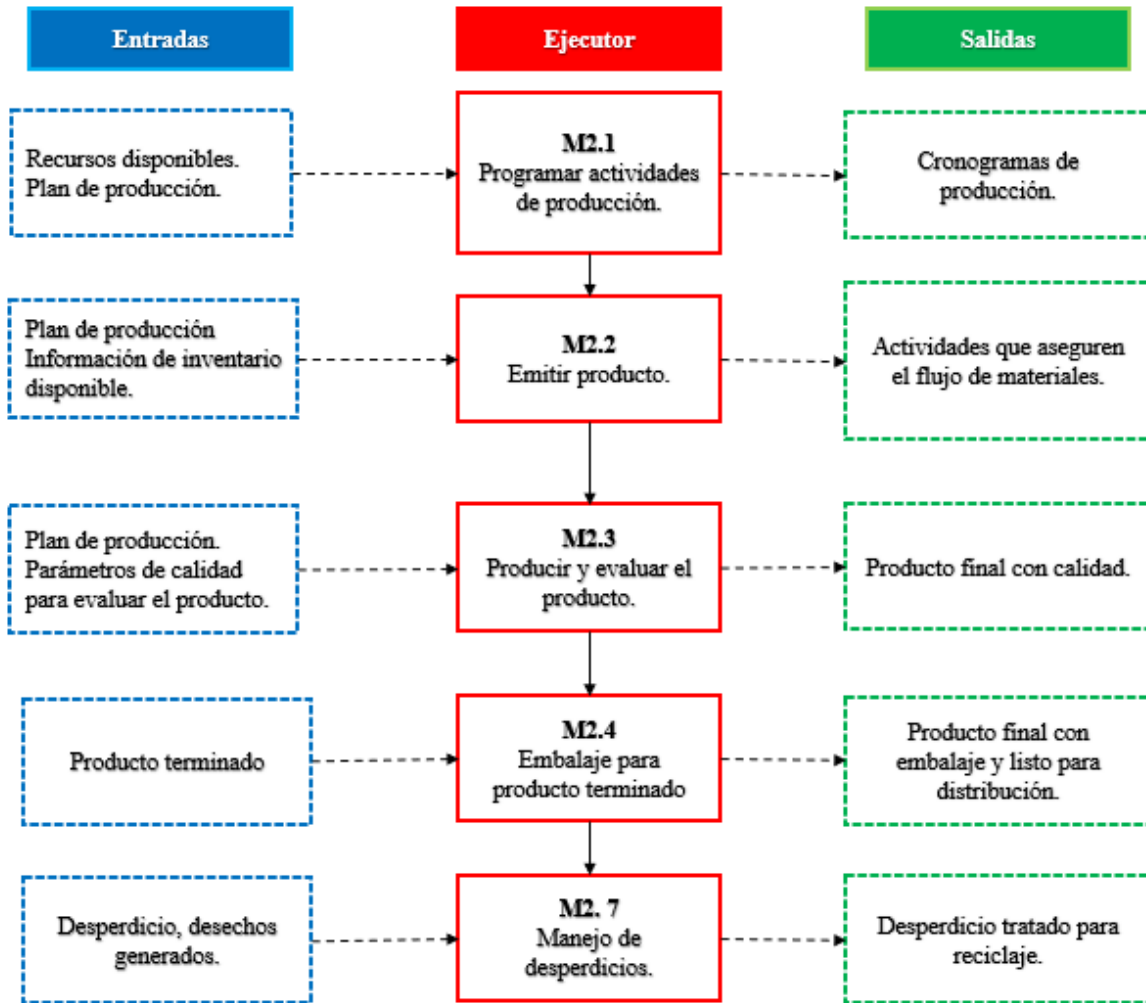 Entradas
Ejecutor
Salidas
Recursos disponibles.
Plan de producción.
M2.1
Programar actividades
de producción.
Cronogramas de
producción.
Plan de producción
Información de inventario
disponible.
M2.2
Emitir producto.
Actividades que aseguren
el flujo de materiales.
Plan de producción.
Parámetros de calidad
para evaluar el producto.
M2.3
Producir y evaluar el
producto.
Producto final con calidad.
Producto terminado
M2.4
Embalaje para
producto terminado
Producto final con
embalaje y listo para
distribución.
Desperdicio, desechos
generados.
M2. 7
Manejo de
desperdicios.
Desperdicio tratado para
reciclaje.